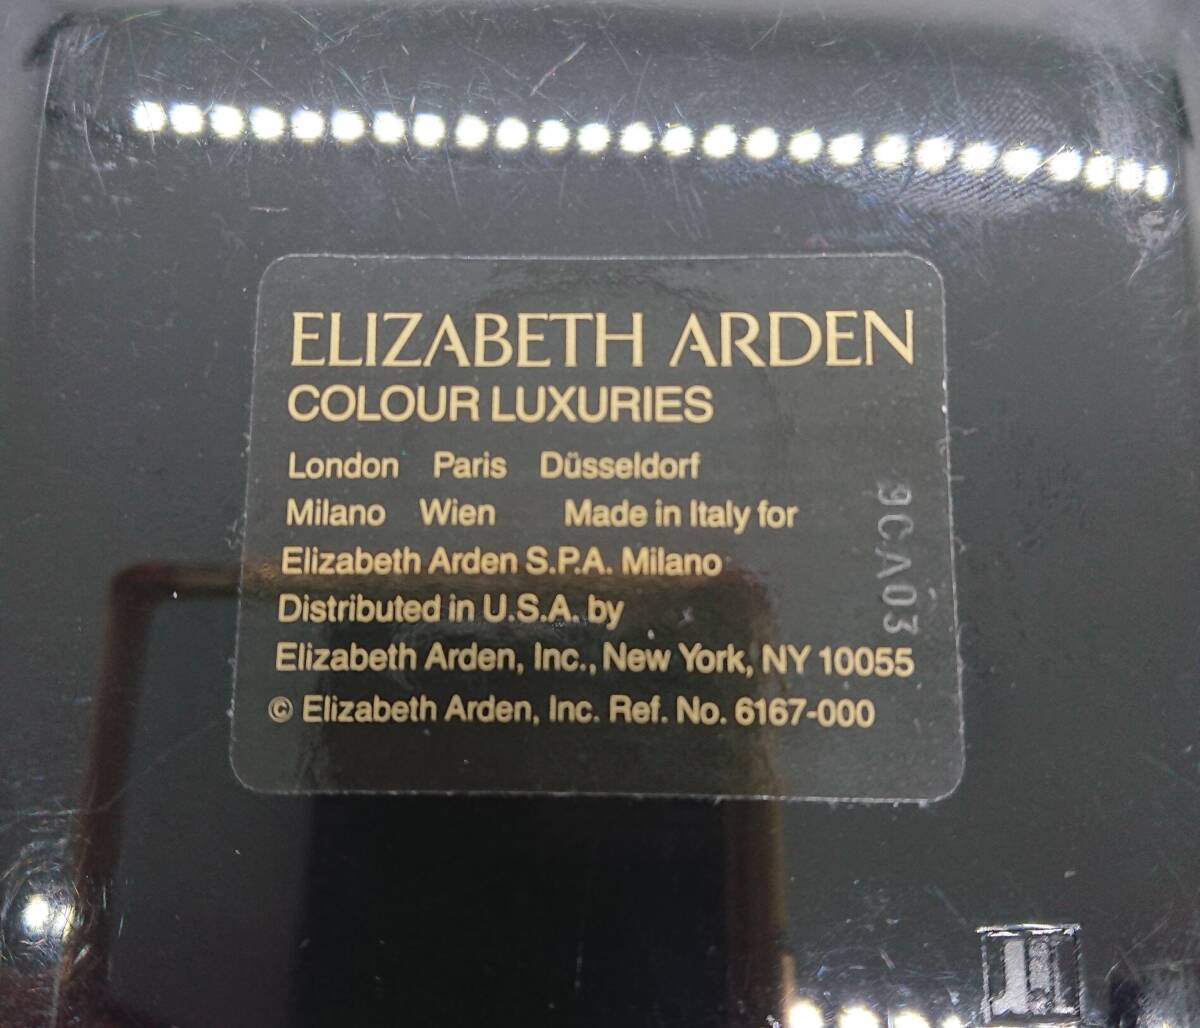 ELIZABETH ARDEN
COLOUR LUXURIES
London Paris Düsseldorf
Milano Wien Made in Italy for
Elizabeth Arden S.P.A. Milano
Distributed in U.S.A. by
Elizabeth Arden, Inc., New York, NY 10055
© Elizabeth Arden, Inc. Ref. No. 6167-000
9CA03